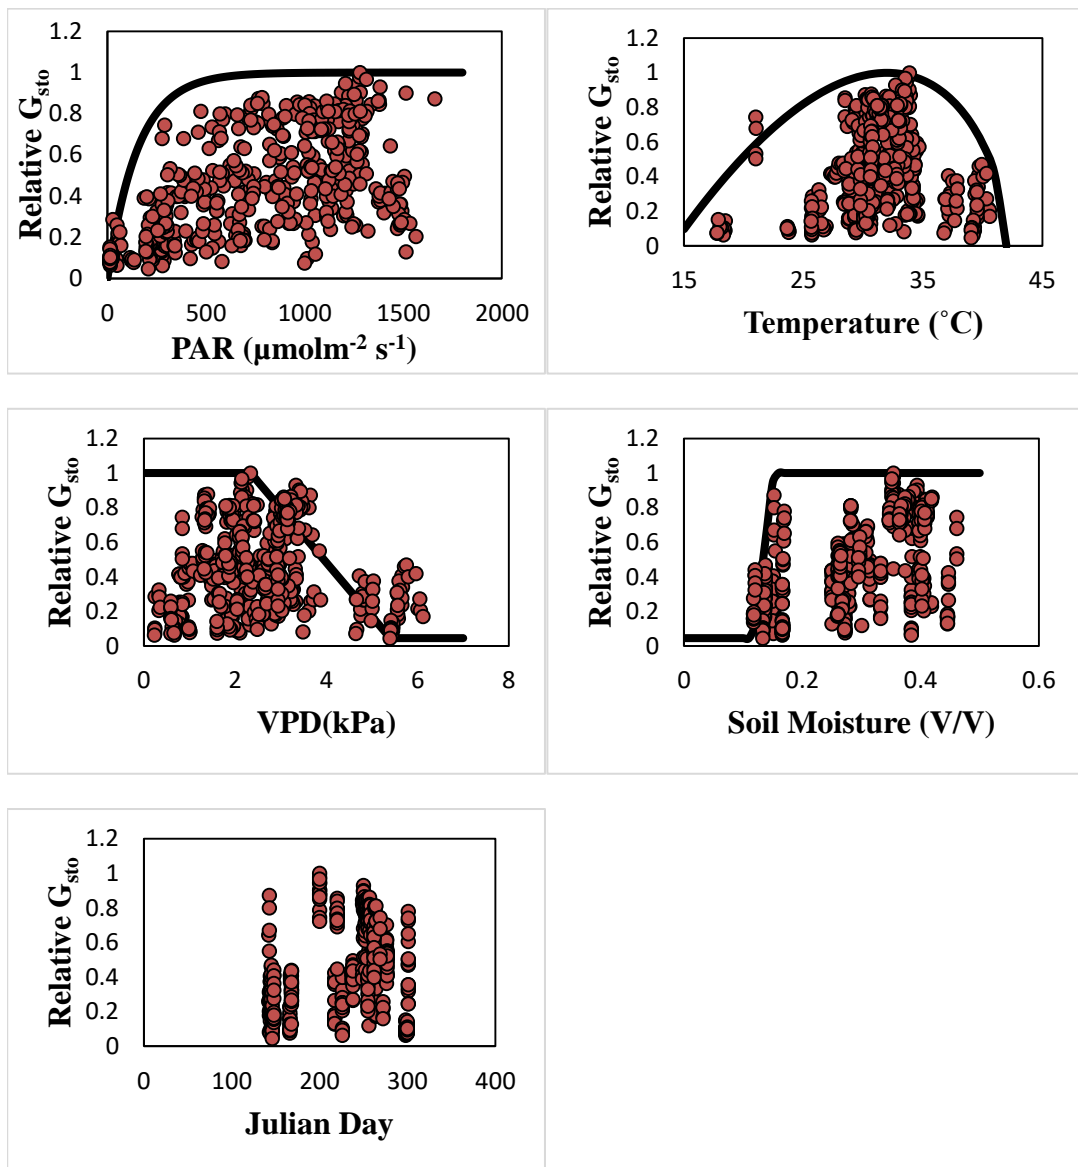 1.2
1
0.8
0.6
0.4
0.2
0
Relative G_sto
0 500 1000 1500 2000
PAR (µmolm⁻² s⁻¹)
1.2
1
0.8
0.6
0.4
0.2
0
Relative G_sto
15 25 35 45
Temperature (˚C)
1.2
1
0.8
0.6
0.4
0.2
0
Relative G_sto
0 2 4 6 8
VPD(kPa)
1.2
1
0.8
0.6
0.4
0.2
0
Relative G_sto
0 0.2 0.4 0.6
Soil Moisture (V/V)
1.2
1
0.8
0.6
0.4
0.2
0
Relative G_sto
0 100 200 300 400
Julian Day